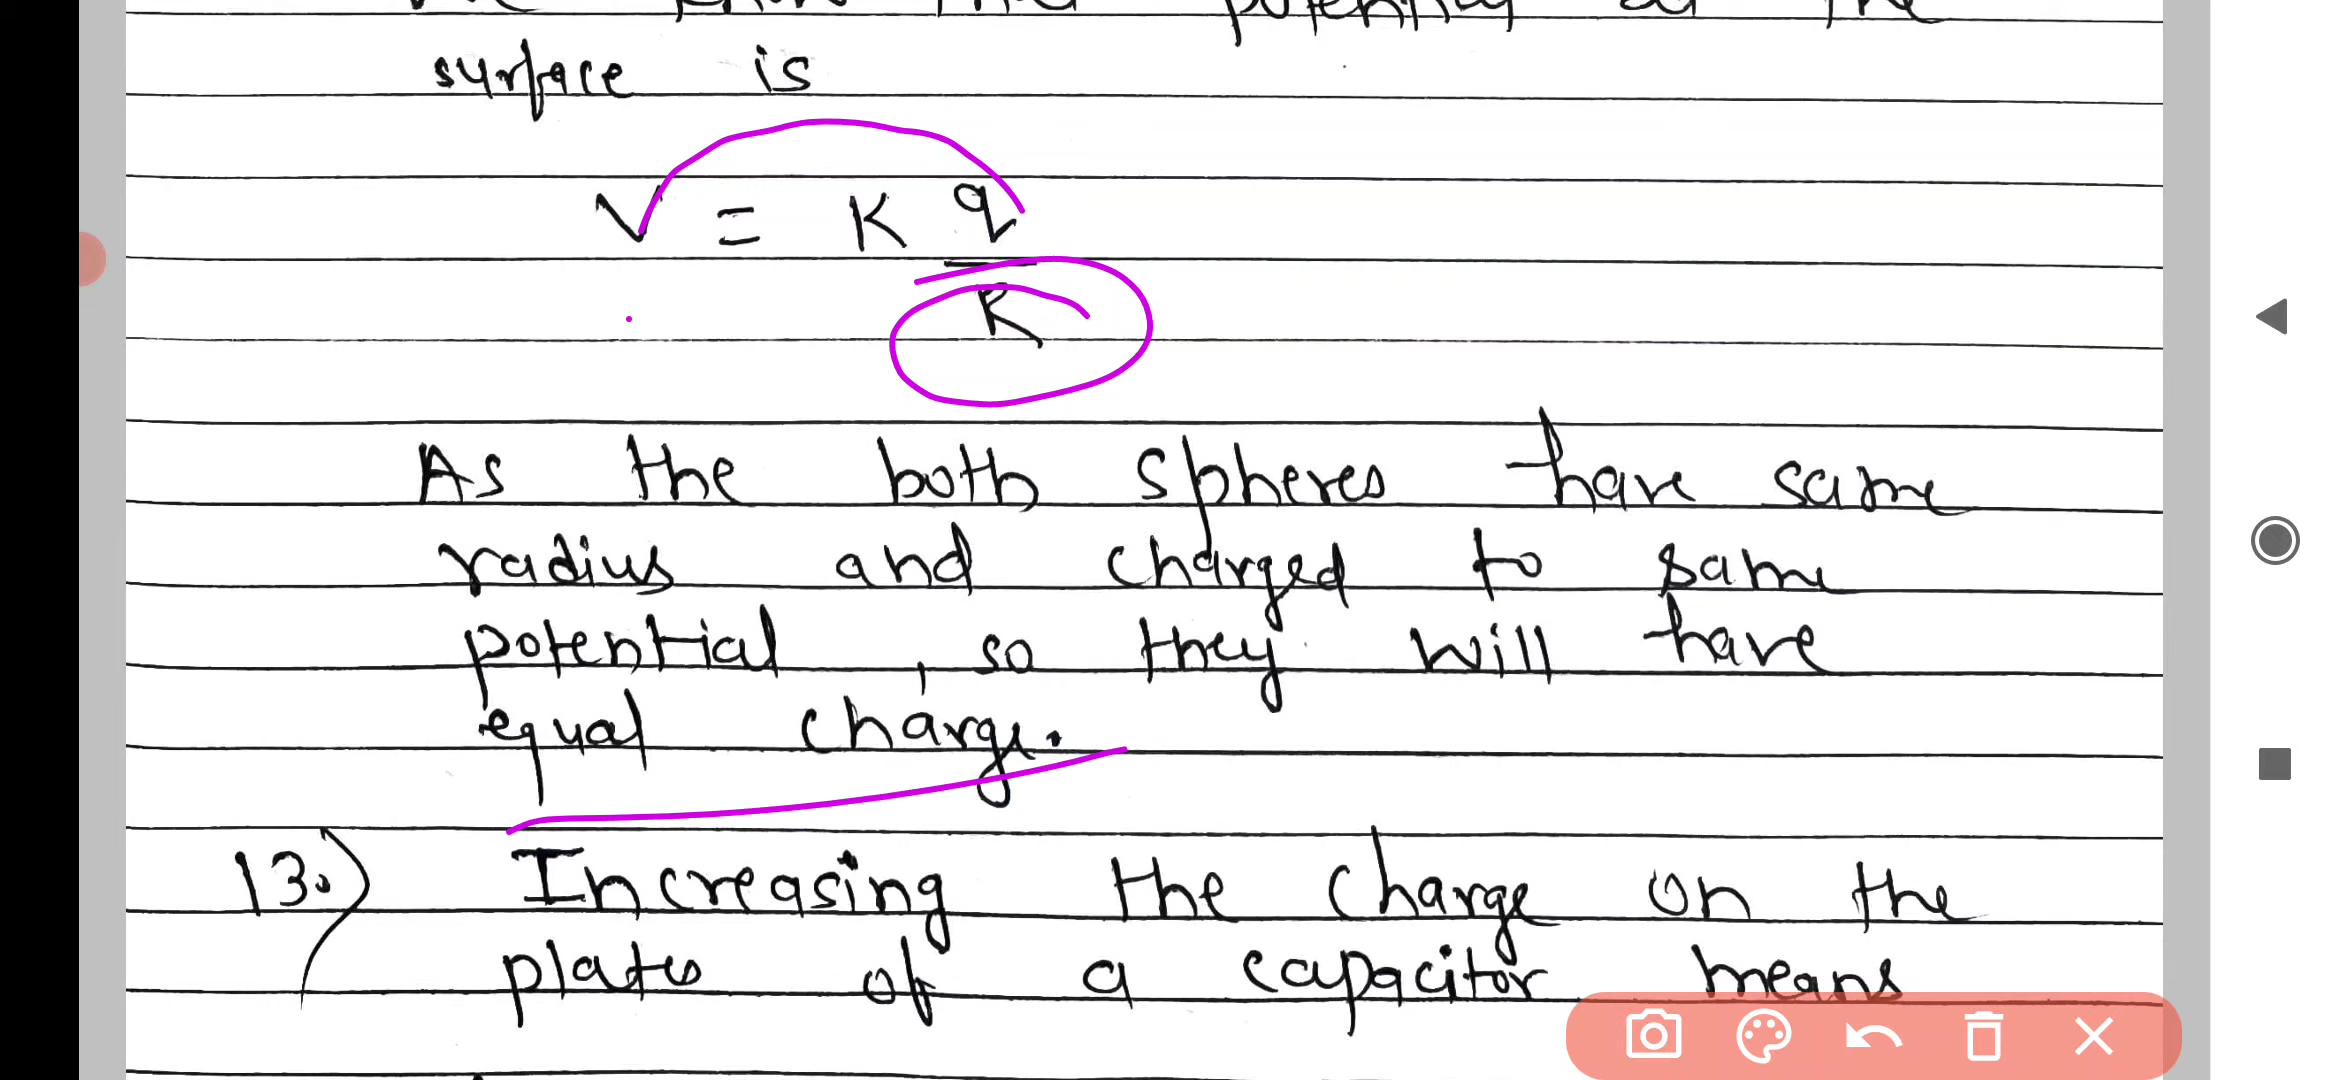 surface is
V = K q
R
As the both spheres have same
radius and charged to same
potential, so they will have
equal charge.
13.) Increasing the charge on the
plates of a capacitor means